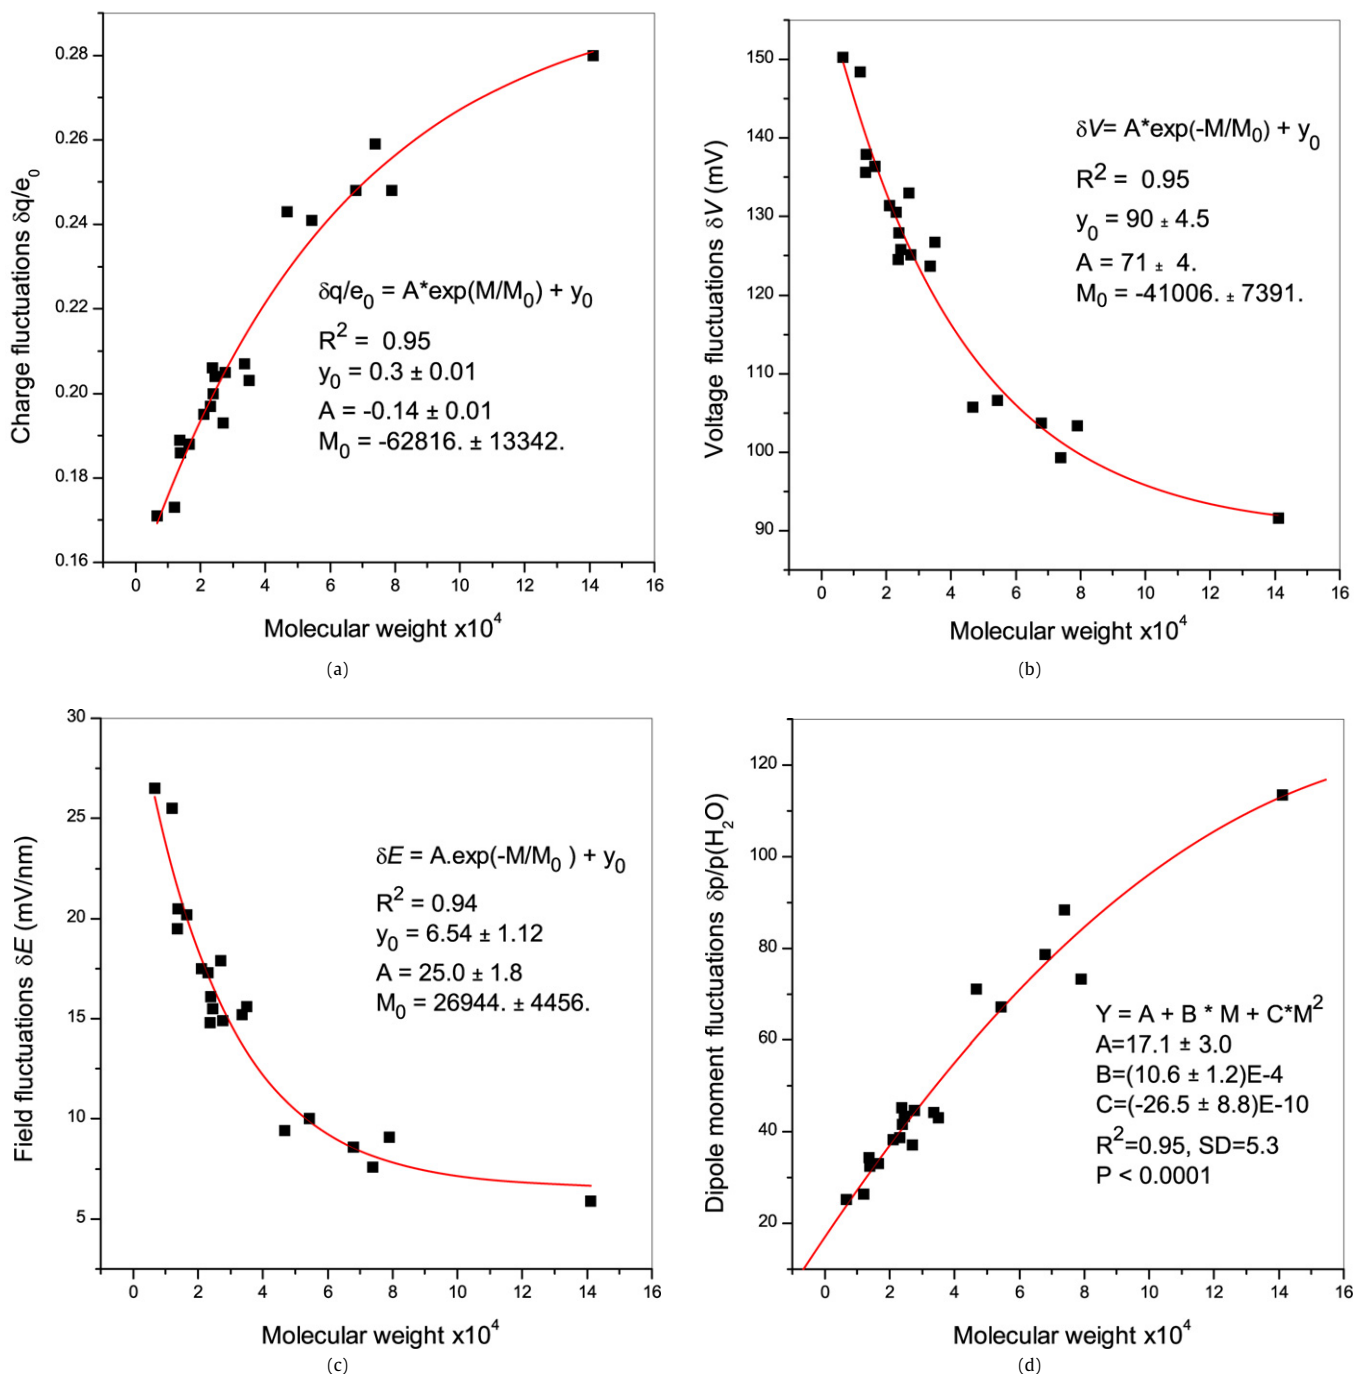 0.28
0.26
0.24
0.22
0.20
0.18
0.16
Charge fluctuations δq/e0
δq/e0 = A*exp(M/M0) + y0
R2 = 0.95
y0 = 0.3 ± 0.01
A = -0.14 ± 0.01
M0 = -62816. ± 13342.
0 2 4 6 8 10 12 14 16
Molecular weight x10^4
(a)
150
140
130
120
110
100
90
Voltage fluctuations δV (mV)
δV= A*exp(-M/M0) + y0
R2 = 0.95
y0 = 90 ± 4.5
A = 71 ± 4.
M0 = -41006. ± 7391.
0 2 4 6 8 10 12 14 16
Molecular weight x10^4
(b)
30
25
20
15
10
5
Field fluctuations δE (mV/nm)
δE = A.exp(-M/M0 ) + y0
R2 = 0.94
y0 = 6.54 ± 1.12
A = 25.0 ± 1.8
M0 = 26944. ± 4456.
0 2 4 6 8 10 12 14 16
Molecular weight x10^4
(c)
120
100
80
60
40
20
Dipole moment fluctuations δp/p(H2O)
Y = A + B * M + C*M2
A=17.1 ± 3.0
B=(10.6 ± 1.2)E-4
C=(-26.5 ± 8.8)E-10
R2=0.95, SD=5.3
P < 0.0001
0 2 4 6 8 10 12 14 16
Molecular weight x10^4
(d)